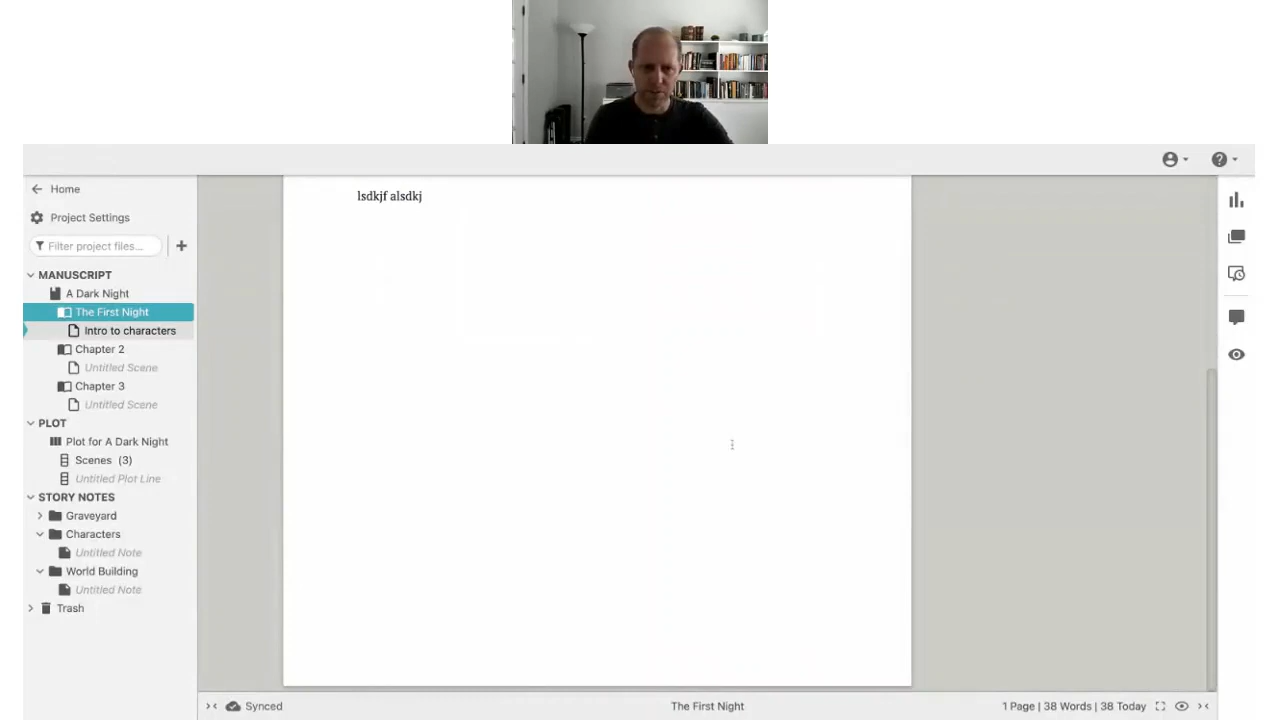 Home
Project Settings
Filter project files...
MANUSCRIPT
A Dark Night
The First Night
Intro to characters
Chapter 2
Untitled Scene
Chapter 3
Untitled Scene
PLOT
Plot for A Dark Night
Scenes (3)
Untitled Plot Line
STORY NOTES
Graveyard
Characters
Untitled Note
World Building
Untitled Note
Trash
lsdkjf alsdkj
Synced
The First Night
1 Page | 38 Words | 38 Today